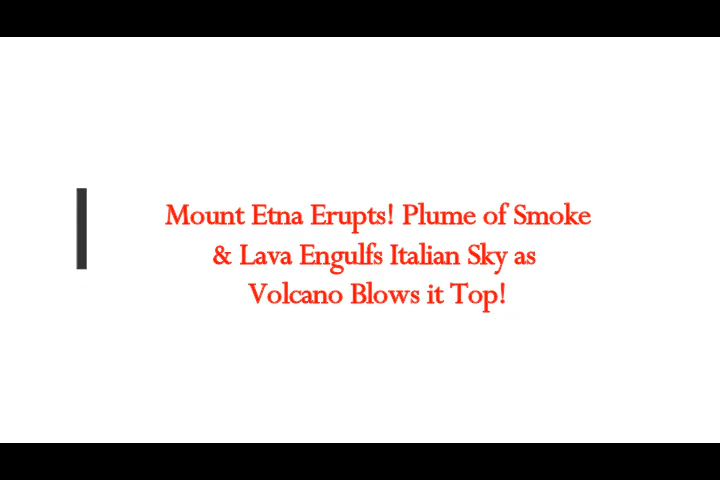 Mount Etna Erupts! Plume of Smoke
& Lava Engulfs Italian Sky as
Volcano Blows it Top!